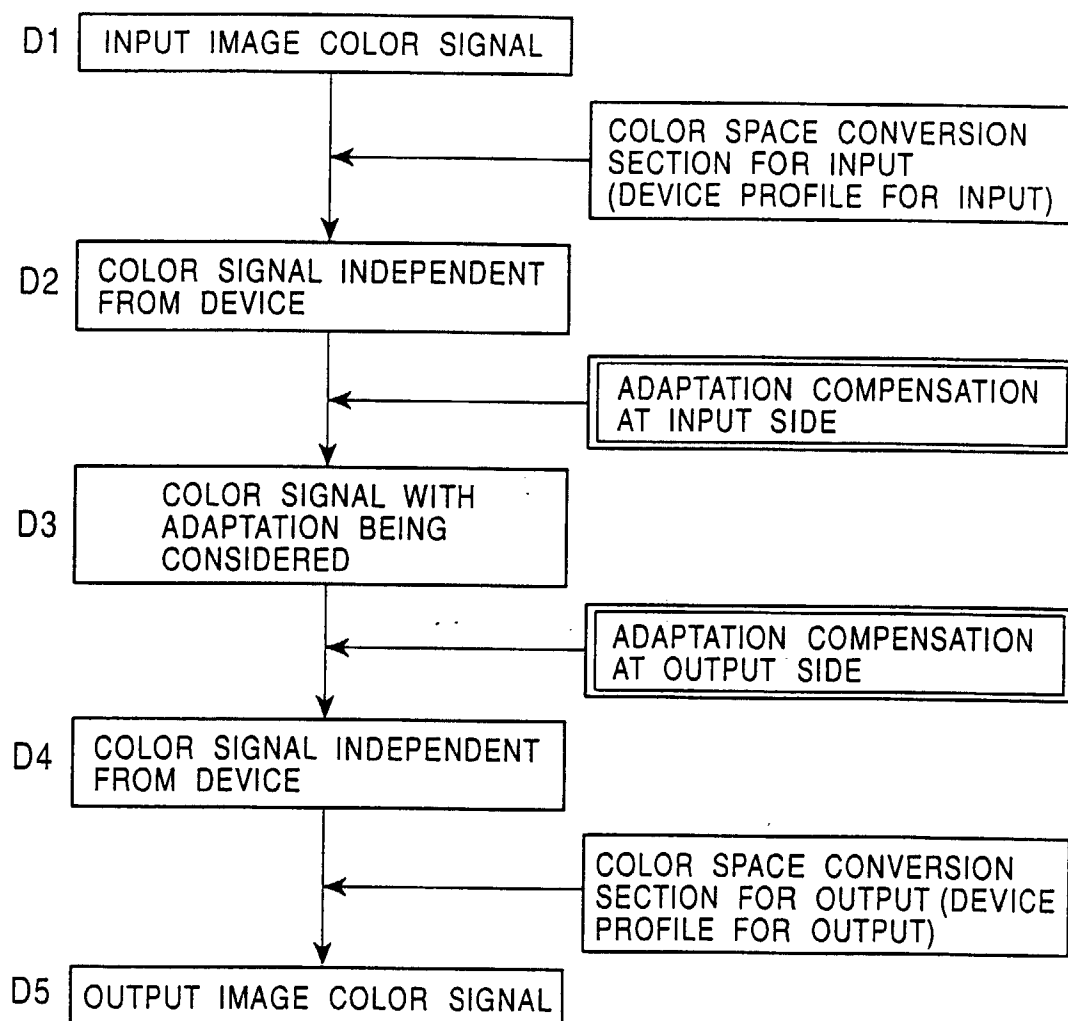 D1 INPUT IMAGE COLOR SIGNAL
COLOR SPACE CONVERSION
SECTION FOR INPUT
(DEVICE PROFILE FOR INPUT)
D2 COLOR SIGNAL INDEPENDENT
FROM DEVICE
ADAPTATION COMPENSATION
AT INPUT SIDE
D3 COLOR SIGNAL WITH
ADAPTATION BEING
CONSIDERED
ADAPTATION COMPENSATION
AT OUTPUT SIDE
D4 COLOR SIGNAL INDEPENDENT
FROM DEVICE
COLOR SPACE CONVERSION
SECTION FOR OUTPUT (DEVICE
PROFILE FOR OUTPUT)
D5 OUTPUT IMAGE COLOR SIGNAL